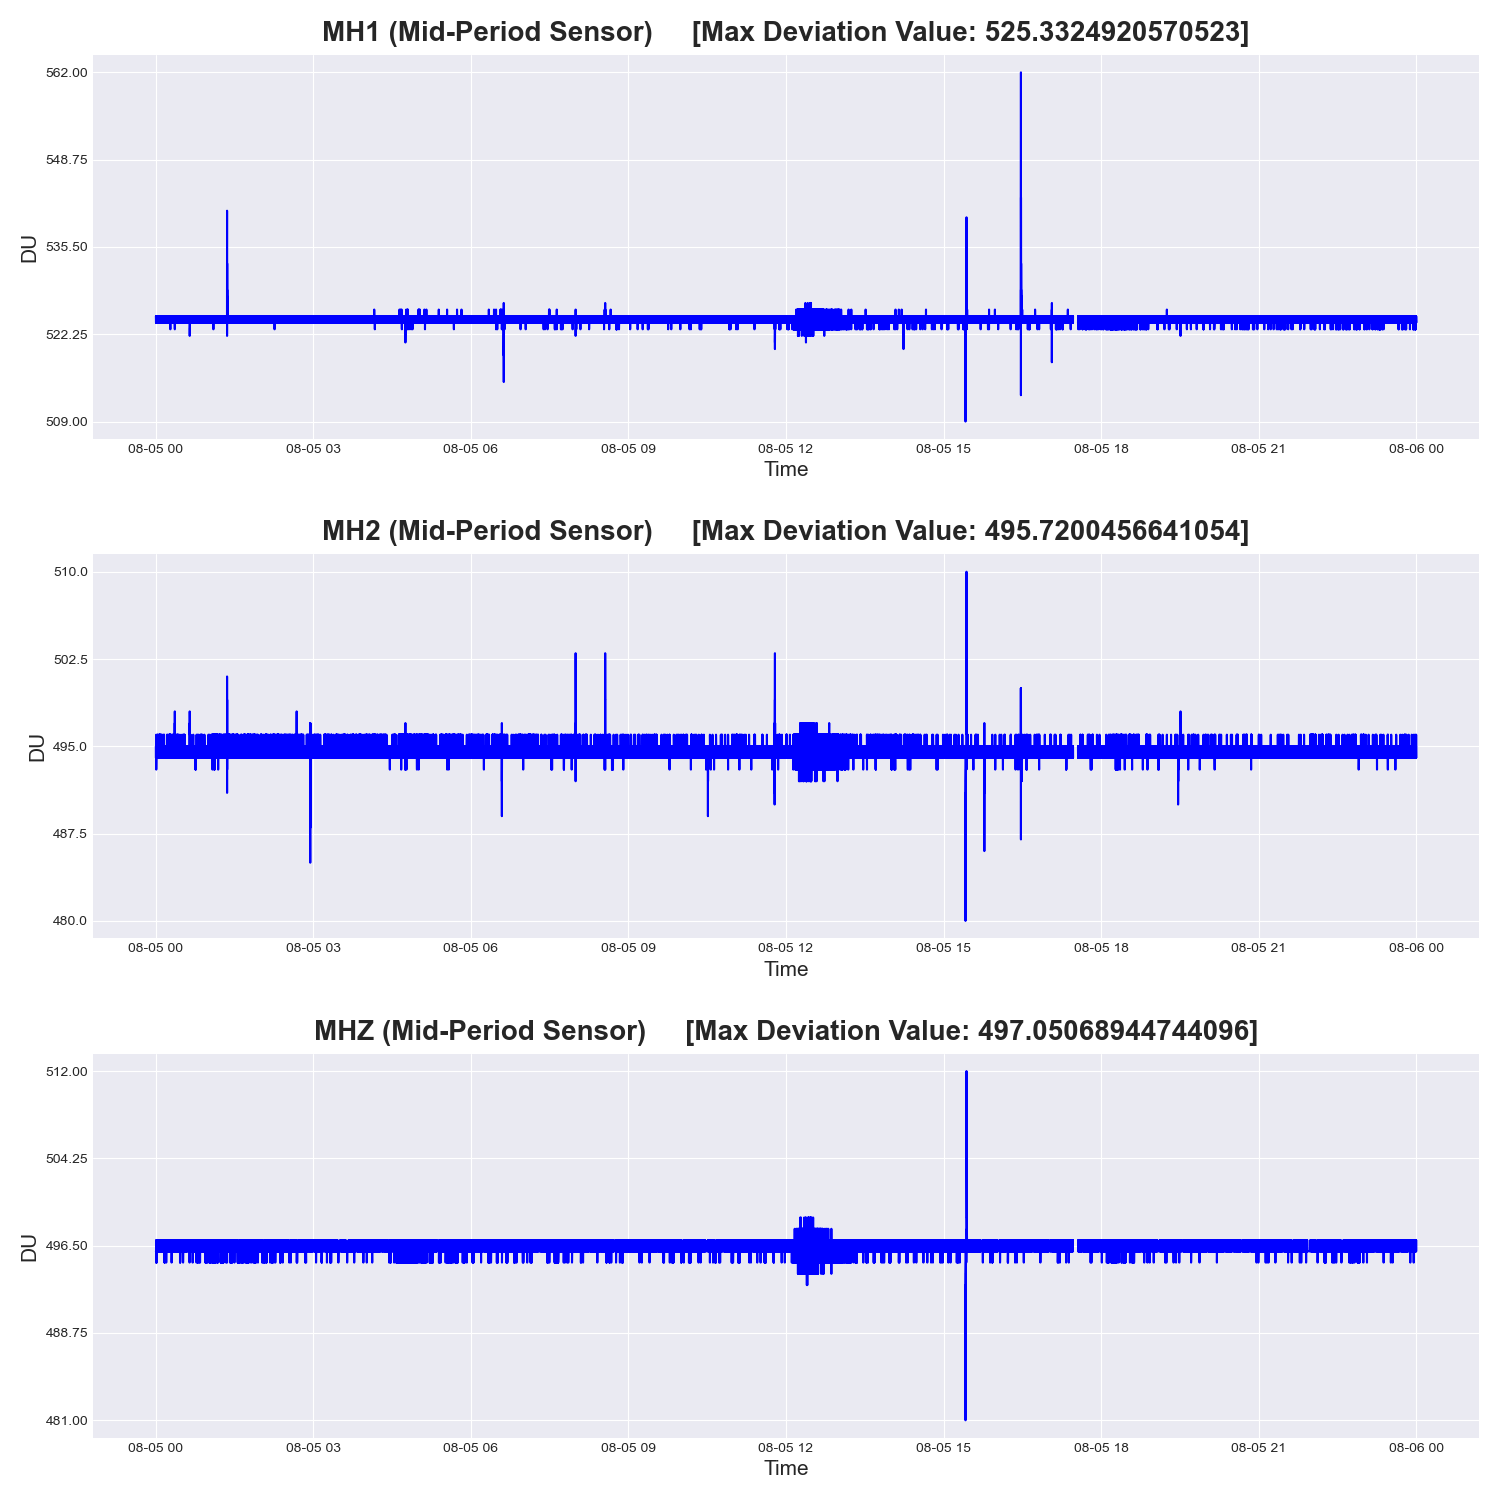 MH1 (Mid-Period Sensor) [Max Deviation Value: 525.3324920570523]
562.00
548.75
535.50
522.25
509.00
DU
08-05 00 08-05 03 08-05 06 08-05 09 08-05 12 08-05 15 08-05 18 08-05 21 08-06 00
Time
MH2 (Mid-Period Sensor) [Max Deviation Value: 495.7200456641054]
510.0
502.5
495.0
487.5
480.0
DU
08-05 00 08-05 03 08-05 06 08-05 09 08-05 12 08-05 15 08-05 18 08-05 21 08-06 00
Time
MHZ (Mid-Period Sensor) [Max Deviation Value: 497.05068944744096]
512.00
504.25
496.50
488.75
481.00
DU
08-05 00 08-05 03 08-05 06 08-05 09 08-05 12 08-05 15 08-05 18 08-05 21 08-06 00
Time